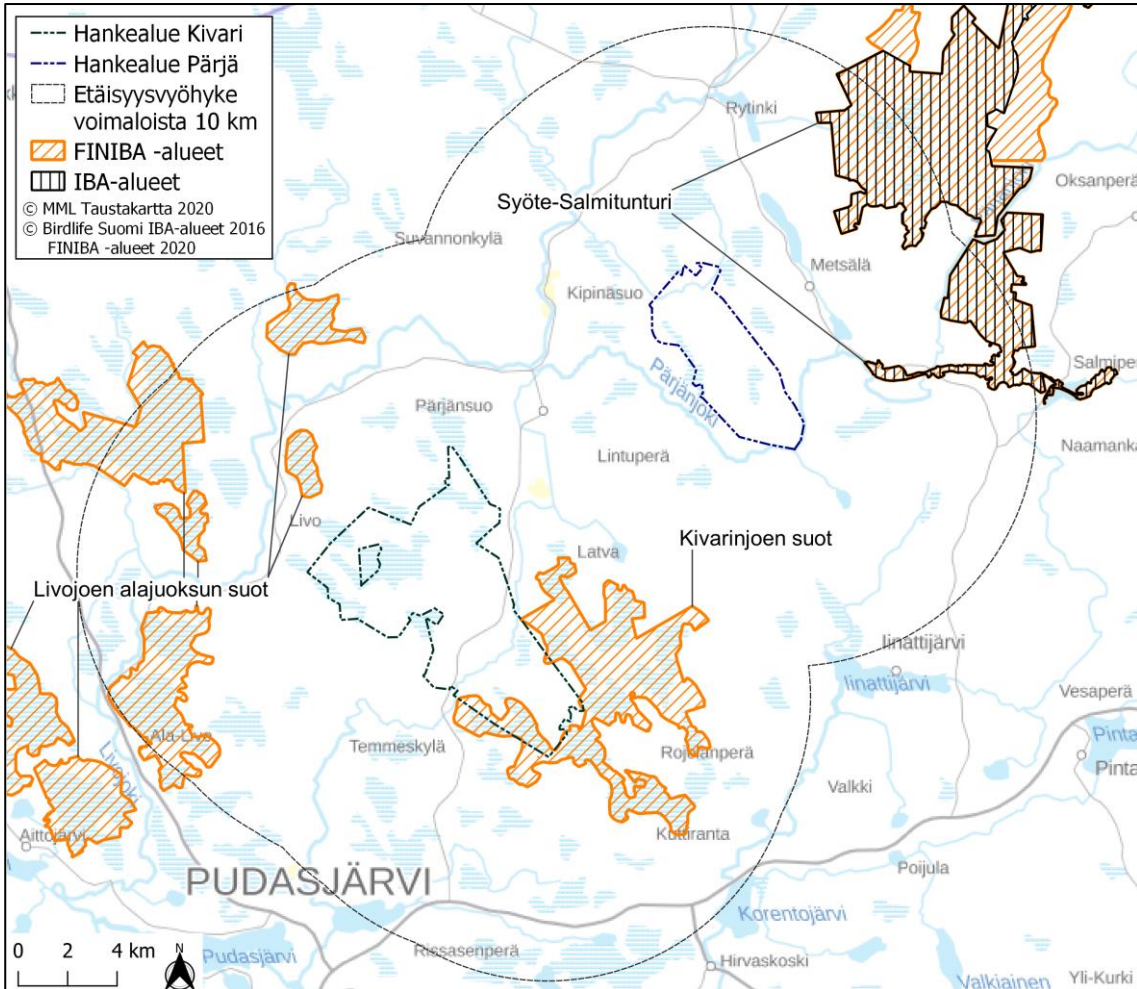 Hankealue Kivari
Hankealue Pärjä
Etäisyysvyöhyke
voimaloista 10 km
FINIBA -alueet
IBA-alueet
© MML Taustakartta 2020
© Birdlife Suomi IBA-alueet 2016
FINIBA -alueet 2020
Rytinki
Oksanperä
Syöte-Salmitunturi
Suvannonkylä
Metsälä
Kipinäsuo
Salmiper
Pärjänjoki
Pärjänsuo
Naamanka
Lintuperä
Livo
Latva
Kivarinjoen suot
Livojoen alajuoksun suot
Iinattijärvi
Iinattijärvi
Vesaperä
Ala-Livo
Temmeskylä
Rojolanperä
Pinta
Pinta
Livojoki
Valkki
Aittojärvi
Kuttiranta
Poijula
PUDASJÄRVI
Korentojärvi
0 2 4 km
N
Pudasjärvi
Rissasenperä
Hirvaskoski
Valkiainen
Yli-Kurki